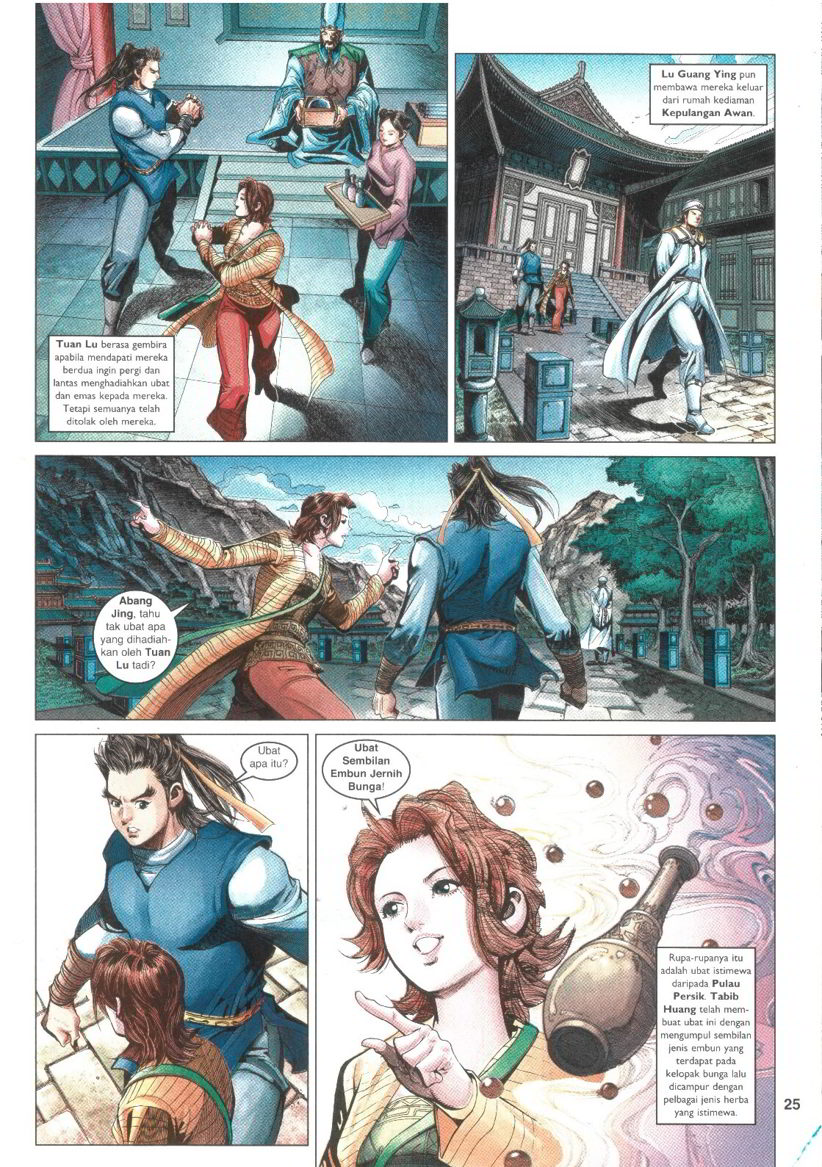 Tuan Lu berasa gembira
apabila mendapati mereka
berdua ingin pergi dan
lantas menghadiahkan ubat
dan emas kepada mereka.
Tetapi semuanya telah
ditolak oleh mereka.
Lu Guang Ying pun
membawa mereka keluar
dari rumah kediaman
Kepulangan Awan.
Abang
Jing, tahu
tak ubat apa
yang dihadiah-
kan oleh Tuan
Lu tadi?
Ubat
apa itu?
Ubat
Sembilan
Embun Jernih
Bunga!
Rupa-rupanya itu
adalah ubat istimewa
daripada Pulau
Persik. Tabib
Huang telah mem-
buat ubat ini dengan
mengumpul sembilan
jenis embun yang
terdapat pada
kelopak bunga lalu
dicampur dengan
pelbagai jenis herba
yang istimewa.
25